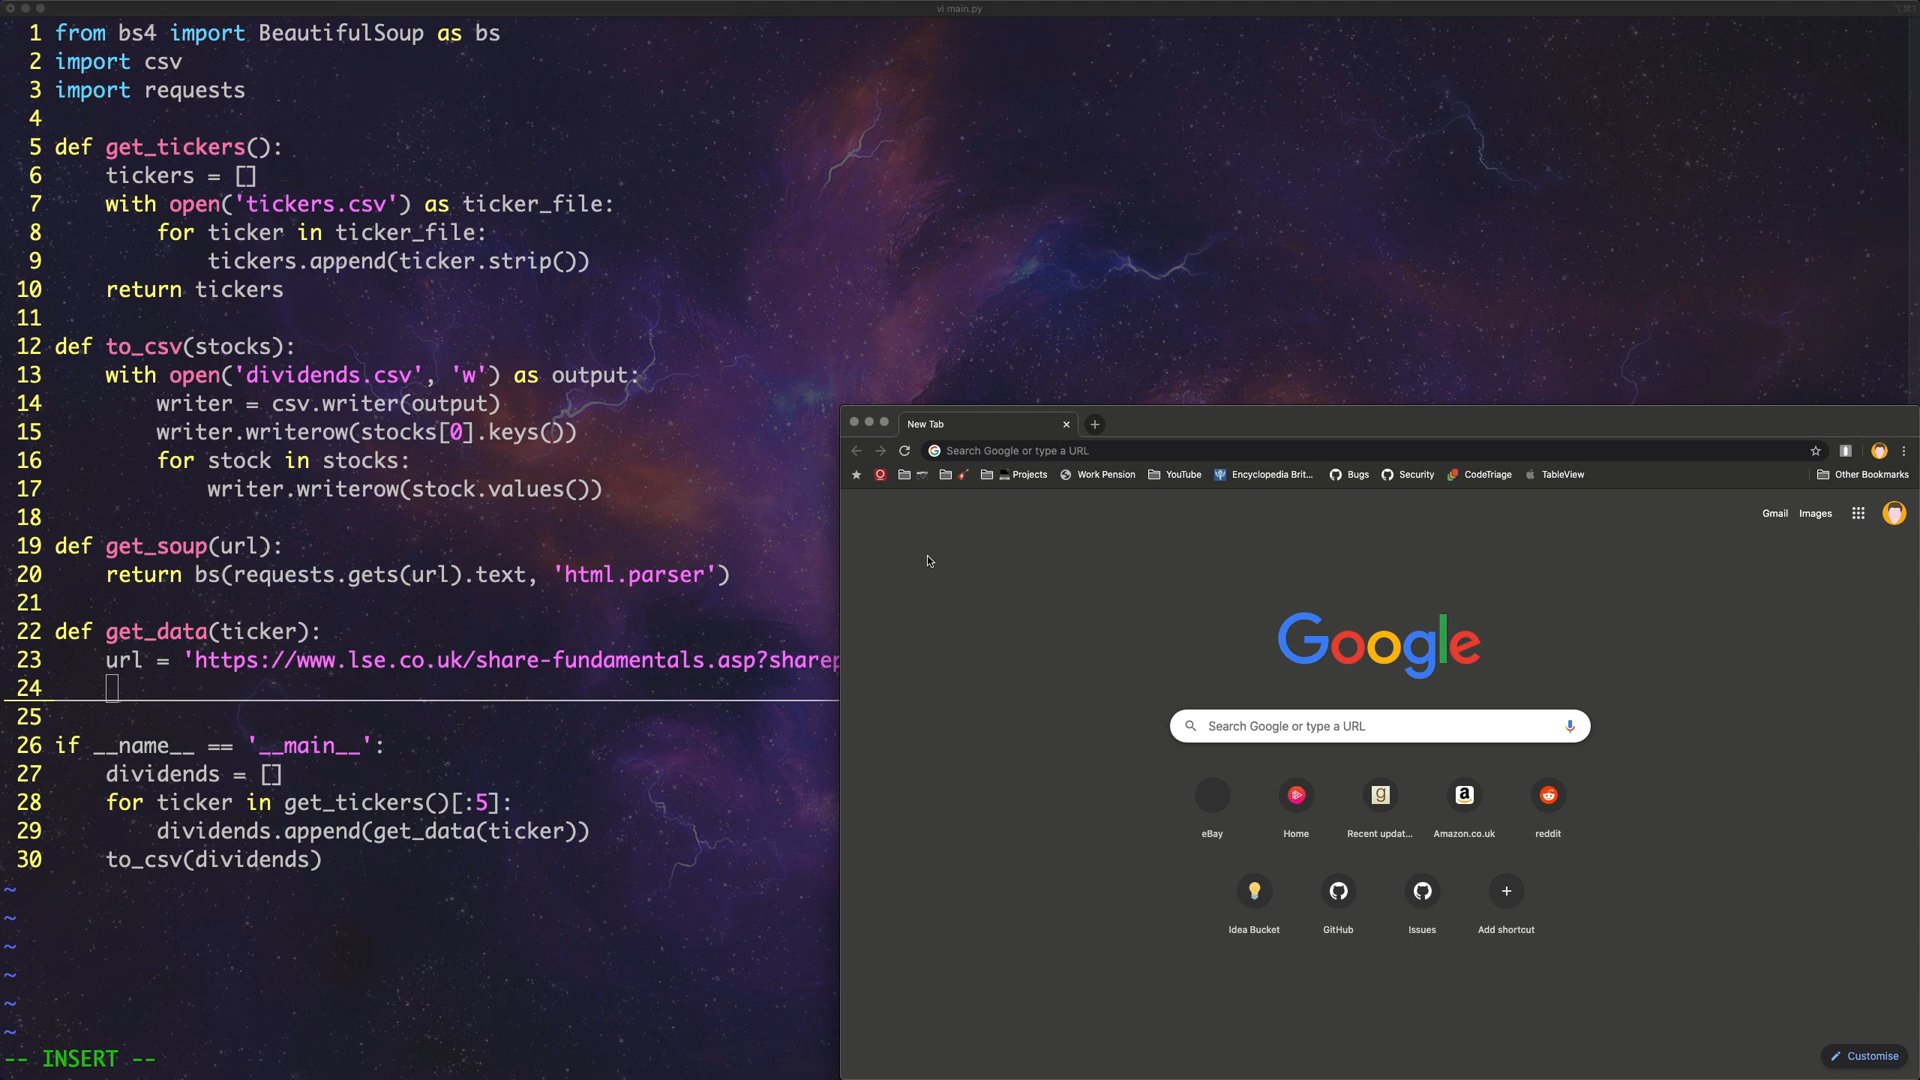 vi main.py
1 from bs4 import BeautifulSoup as bs
2 import csv
3 import requests
4
5 def get_tickers():
6     tickers = []
7     with open('tickers.csv') as ticker_file:
8         for ticker in ticker_file:
9             tickers.append(ticker.strip())
10     return tickers
11
12 def to_csv(stocks):
13     with open('dividends.csv', 'w') as output:
14         writer = csv.writer(output)
15         writer.writerow(stocks[0].keys())
16         for stock in stocks:
17             writer.writerow(stock.values())
18
19 def get_soup(url):
20     return bs(requests.gets(url).text, 'html.parser')
21
22 def get_data(ticker):
23     url = 'https://www.lse.co.uk/share-fundamentals.asp?sharep
24
25
26 if __name__ == '__main__':
27     dividends = []
28     for ticker in get_tickers()[:5]:
29         dividends.append(get_data(ticker))
30     to_csv(dividends)
~
~
~
~
~
~
-- INSERT --
New Tab
Search Google or type a URL
Projects Work Pension YouTube Encyclopedia Brit... Bugs Security CodeTriage TableView Other Bookmarks
Gmail Images
Google
Search Google or type a URL
eBay Home Recent updat... Amazon.co.uk reddit
Idea Bucket GitHub Issues Add shortcut
Customise